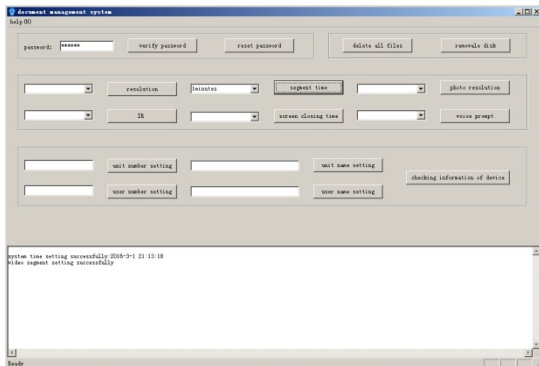 document management system
help(H)
password: ****** verify password reset password delete all files removale disk
resolution 1minutes segment time photo resolution
IR screen closing time voice prompt
unit number setting unit name setting
checking information of device
user number setting user name setting
system time setting successfully:2016-3-1 21:13:18
video segment setting successfully
Ready